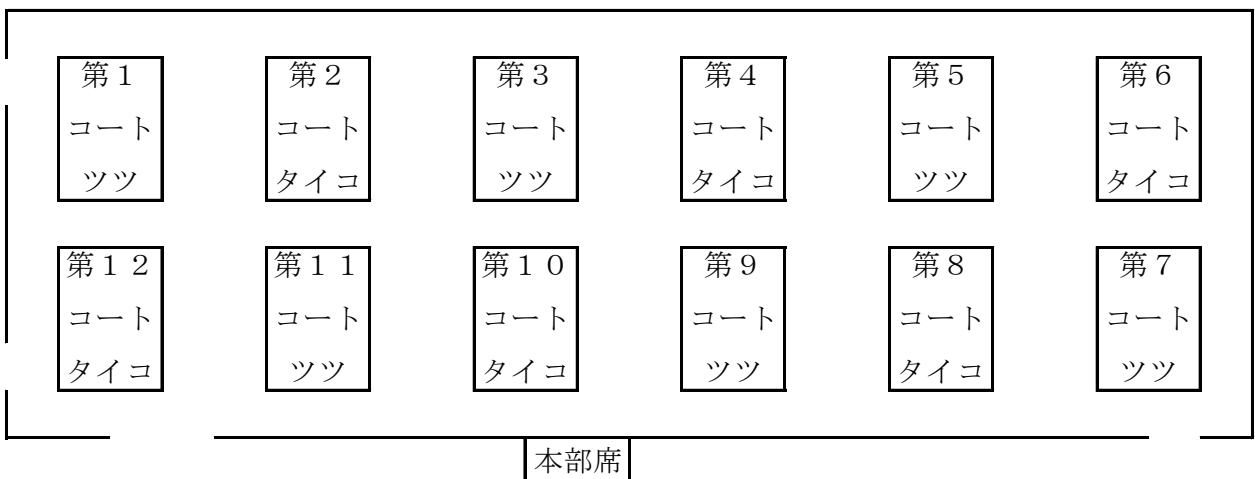 第１ 第２ 第３ 第４ 第５ 第６
コート コート コート コート コート コート
ツツ タイコ ツツ タイコ ツツ タイコ
第１２ 第１１ 第１０ 第９ 第８ 第７
コート コート コート コート コート コート
タイコ ツツ タイコ ツツ タイコ ツツ
本部席